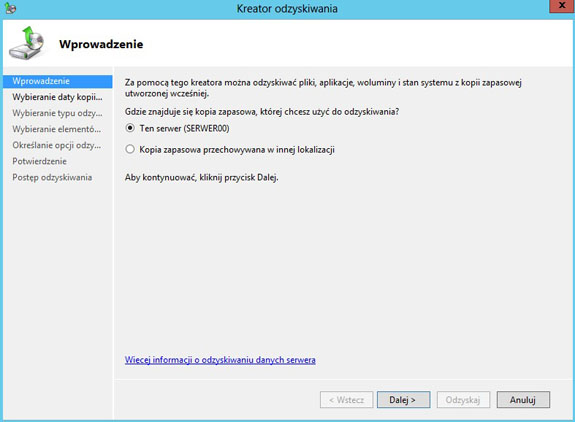 Kreator odzyskiwania
x
Wprowadzenie
Wprowadzenie
Wybieranie daty kopii...
Wybieranie typu odzy...
Wybieranie elementó...
Określanie opcji odzy...
Potwierdzenie
Postęp odzyskiwania
Za pomocą tego kreatora można odzyskiwać pliki, aplikacje, woluminy i stan systemu z kopii zapasowej
utworzonej wcześniej.
Gdzie znajduje się kopia zapasowa, której chcesz użyć do odzyskiwania?
Ten serwer (SERWER00)
Kopia zapasowa przechowywana w innej lokalizacji
Aby kontynuować, kliknij przycisk Dalej.
Więcej informacji o odzyskiwaniu danych serwera
< Wstecz
Dalej >
Odzyskaj
Anuluj